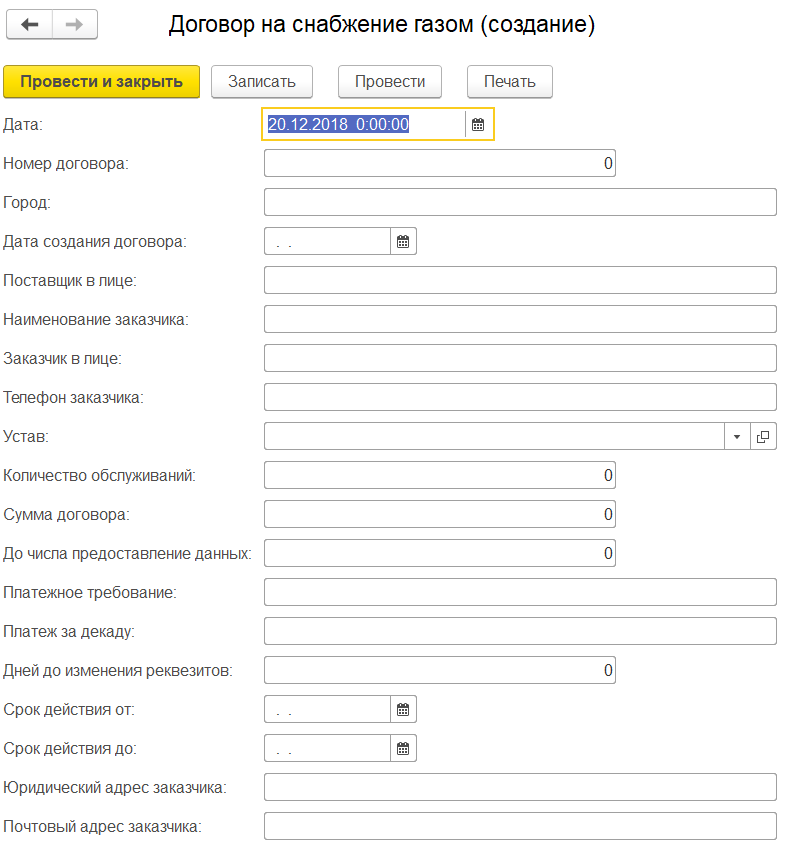 Договор на снабжение газом (создание)
Провести и закрыть Записать Провести Печать
Дата: 20.12.2018 0:00:00
Номер договора: 0
Город:
Дата создания договора: . .
Поставщик в лице:
Наименование заказчика:
Заказчик в лице:
Телефон заказчика:
Устав:
Количество обслуживаний: 0
Сумма договора: 0
До числа предоставление данных: 0
Платежное требование:
Платеж за декаду:
Дней до изменения реквезитов: 0
Срок действия от: . .
Срок действия до: . .
Юридический адрес заказчика:
Почтовый адрес заказчика: